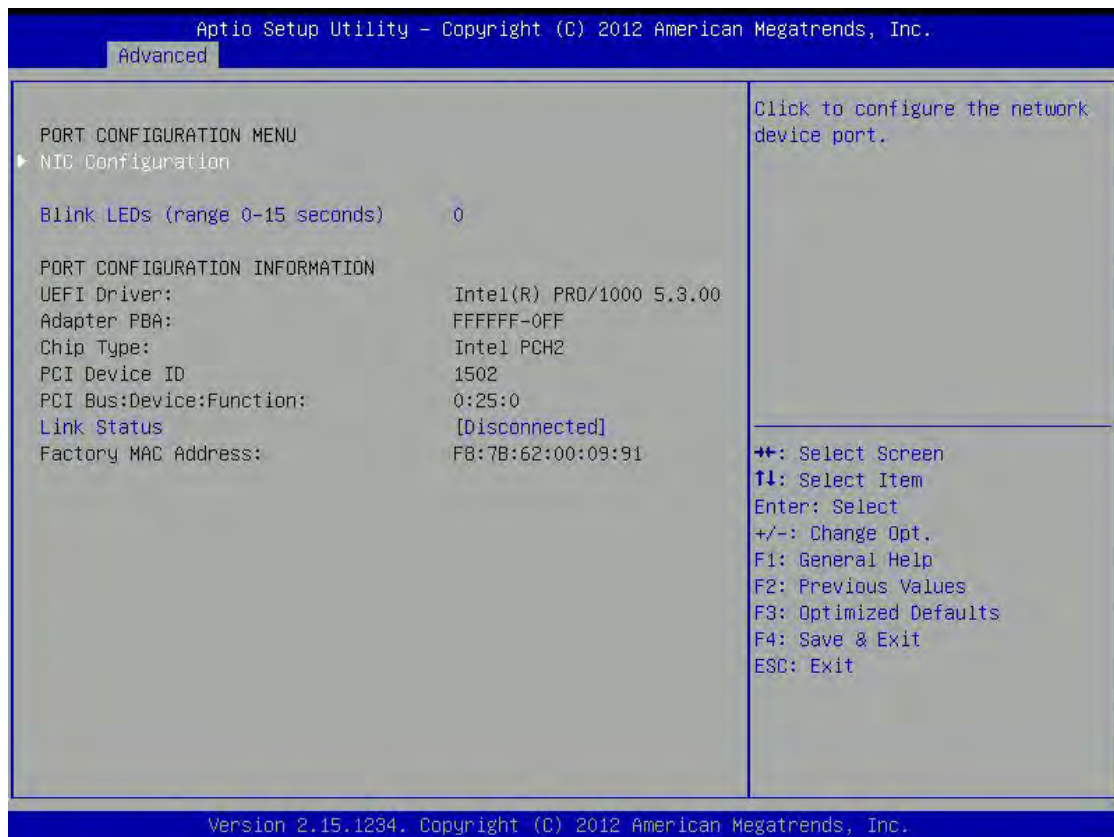 Aptio Setup Utility – Copyright (C) 2012 American Megatrends, Inc.
Advanced
PORT CONFIGURATION MENU
NIC Configuration
Blink LEDs (range 0-15 seconds) 0
PORT CONFIGURATION INFORMATION
UEFI Driver: Intel(R) PRO/1000 5.3.00
Adapter PBA: FFFFFF-0FF
Chip Type: Intel PCH2
PCI Device ID 1502
PCI Bus:Device:Function: 0:25:0
Link Status [Disconnected]
Factory MAC Address: F8:7B:62:00:09:91
Click to configure the network
device port.
→←: Select Screen
↑↓: Select Item
Enter: Select
+/-: Change Opt.
F1: General Help
F2: Previous Values
F3: Optimized Defaults
F4: Save & Exit
ESC: Exit
Version 2.15.1234. Copyright (C) 2012 American Megatrends, Inc.